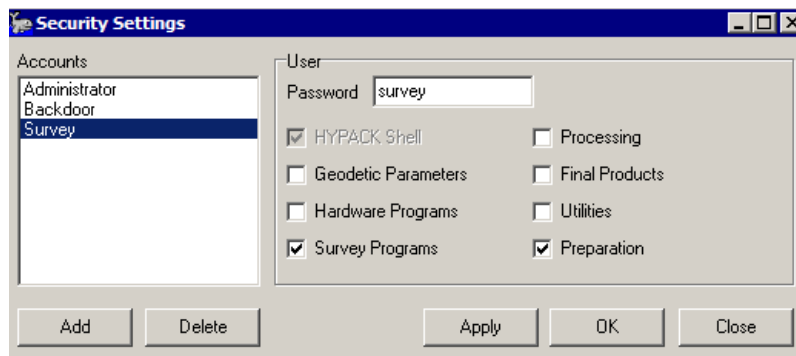 Security Settings
Accounts
Administrator
Backdoor
Survey
User
Password survey
HYPACK Shell
Processing
Geodetic Parameters
Final Products
Hardware Programs
Utilities
Survey Programs
Preparation
Add
Delete
Apply
OK
Close